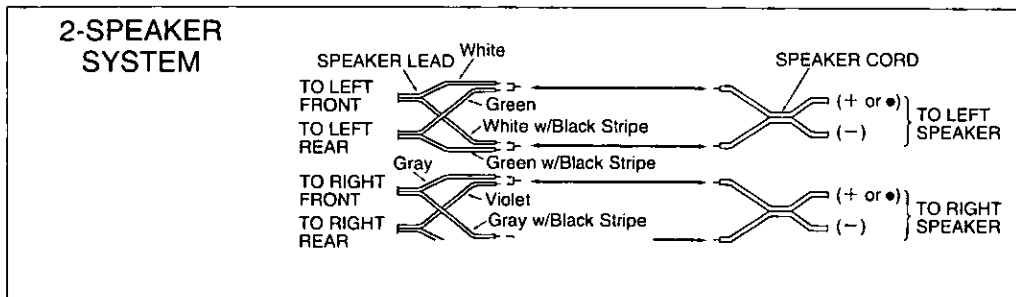 2-SPEAKER
SYSTEM
SPEAKER LEAD
White
SPEAKER CORD
TO LEFT
FRONT
Green
(+ or ●)
TO LEFT
SPEAKER
White w/Black Stripe
(−)
TO LEFT
REAR
Green w/Black Stripe
Gray
TO RIGHT
FRONT
Violet
(+ or ●)
TO RIGHT
SPEAKER
Gray w/Black Stripe
(−)
TO RIGHT
REAR